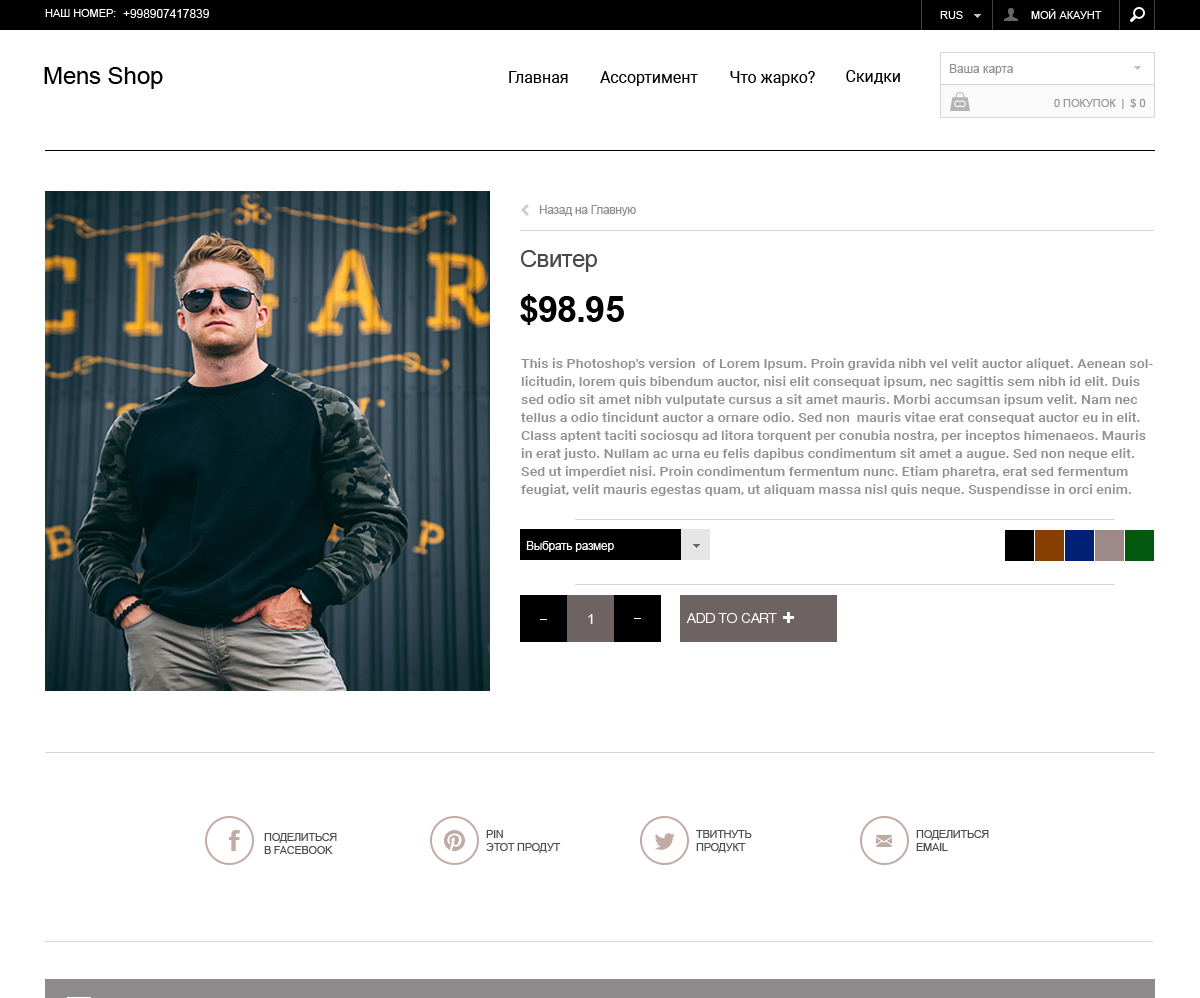 НАШ НОМЕР: +998907417839
RUS
МОЙ АКАУНТ
Mens Shop
Главная
Ассортимент
Что жарко?
Скидки
Ваша карта
0 ПОКУПОК | $ 0
CIGAR
B
P
Назад на Главную
Свитер
$98.95
This is Photoshop's version of Lorem Ipsum. Proin gravida nibh vel velit auctor aliquet. Aenean sol-
licitudin, lorem quis bibendum auctor, nisi elit consequat ipsum, nec sagittis sem nibh id elit. Duis
sed odio sit amet nibh vulputate cursus a sit amet mauris. Morbi accumsan ipsum velit. Nam nec
tellus a odio tincidunt auctor a ornare odio. Sed non mauris vitae erat consequat auctor eu in elit.
Class aptent taciti sociosqu ad litora torquent per conubia nostra, per inceptos himenaeos. Mauris
in erat justo. Nullam ac urna eu felis dapibus condimentum sit amet a augue. Sed non neque elit.
Sed ut imperdiet nisi. Proin condimentum fermentum nunc. Etiam pharetra, erat sed fermentum
feugiat, velit mauris egestas quam, ut aliquam massa nisl quis neque. Suspendisse in orci enim.
Выбрать размер
– 1 –
ADD TO CART +
ПОДЕЛИТЬСЯ
В FACEBOOK
PIN
ЭТОТ ПРОДУТ
ТВИТНУТЬ
ПРОДУКТ
ПОДЕЛИТЬСЯ
EMAIL